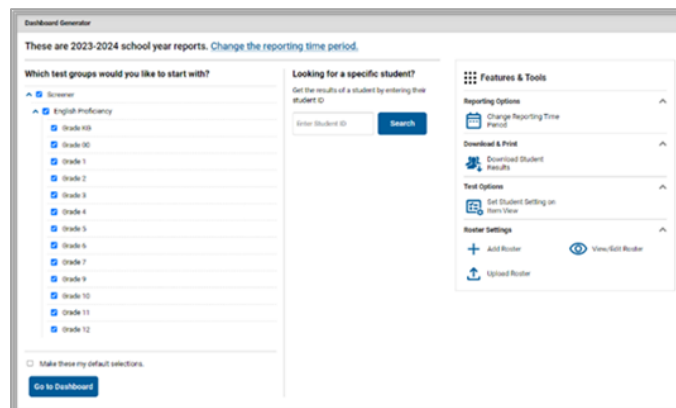 Dashboard Generator
These are 2023-2024 school year reports. Change the reporting time period.
Which test groups would you like to start with?
Screener
English Proficiency
Grade KG
Grade 00
Grade 1
Grade 2
Grade 3
Grade 4
Grade 5
Grade 6
Grade 7
Grade 9
Grade 10
Grade 11
Grade 12
Make these my default selections.
Go to Dashboard
Looking for a specific student?
Get the results of a student by entering their
student ID
Enter Student ID
Search
Features & Tools
Reporting Options
Change Reporting Time
Period
Download & Print
Download Student
Results
Test Options
Set Student Setting on
Item View
Roster Settings
Add Roster
View/Edit Roster
Upload Roster